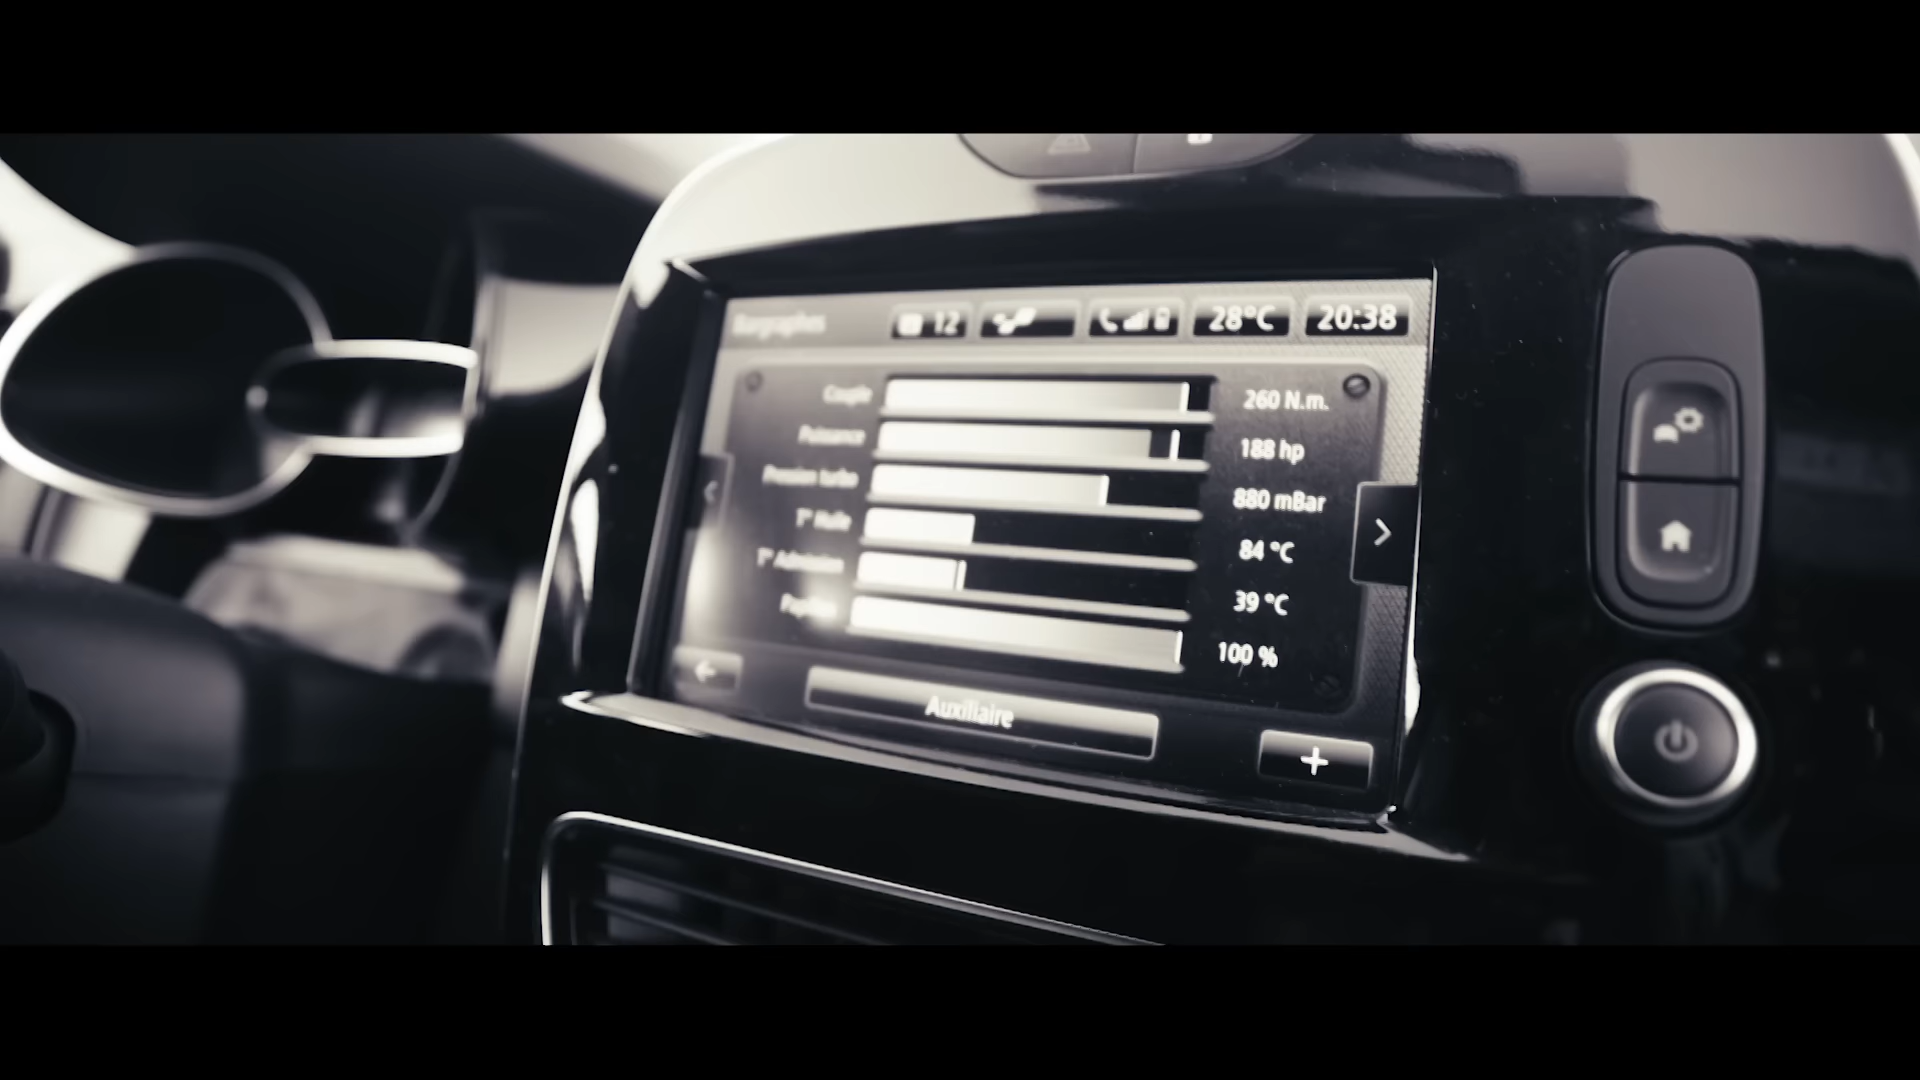 Bargraphes 12 28°C 20:38
Couple 260 N.m.
Puissance 188 hp
Pression turbo 880 mBar
T° Huile 84 °C
T° Admission 39 °C
100 %
Auxiliaire